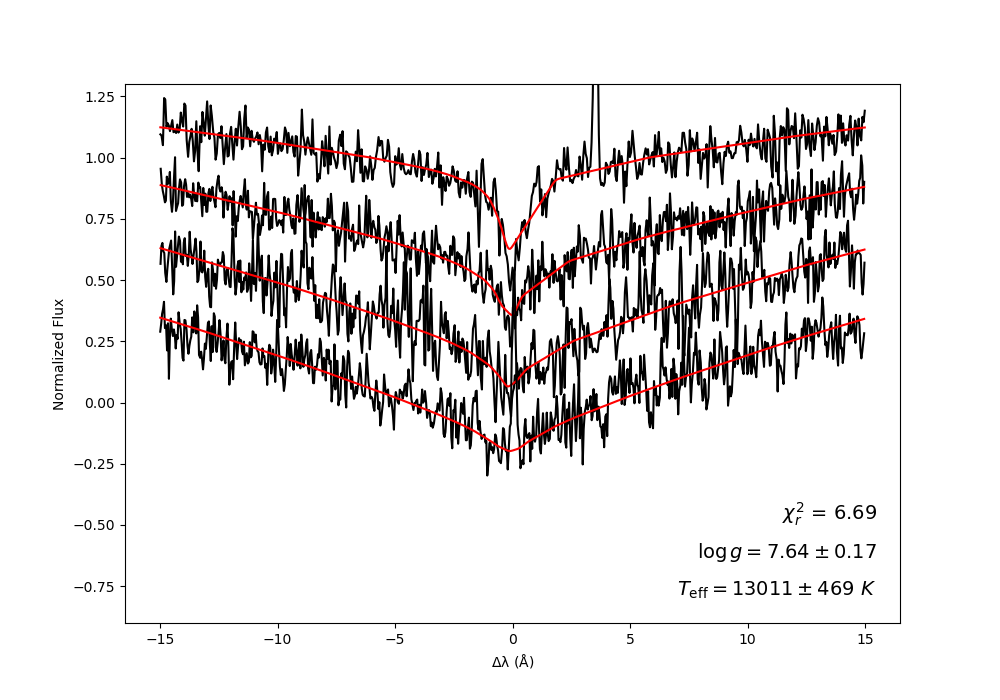 1.25
1.00
0.75
0.50
0.25
0.00
−0.25
−0.50
−0.75
Normalized Flux
χ²ᵣ = 6.69
log g = 7.64 ± 0.17
T_eff = 13011 ± 469 K
−15 −10 −5 0 5 10 15
Δλ (Å)